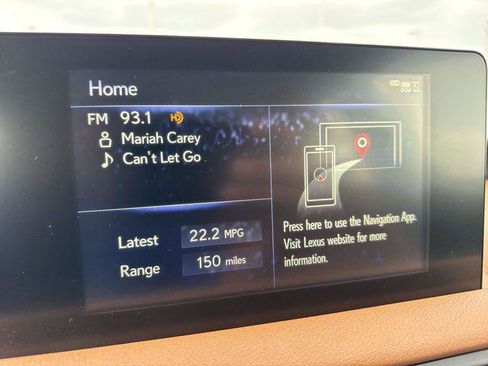 Home
FM 93.1 HD
Mariah Carey
Can't Let Go
Latest 22.2 MPG
Range 150 miles
Press here to use the Navigation App.
Visit Lexus website for more
information.